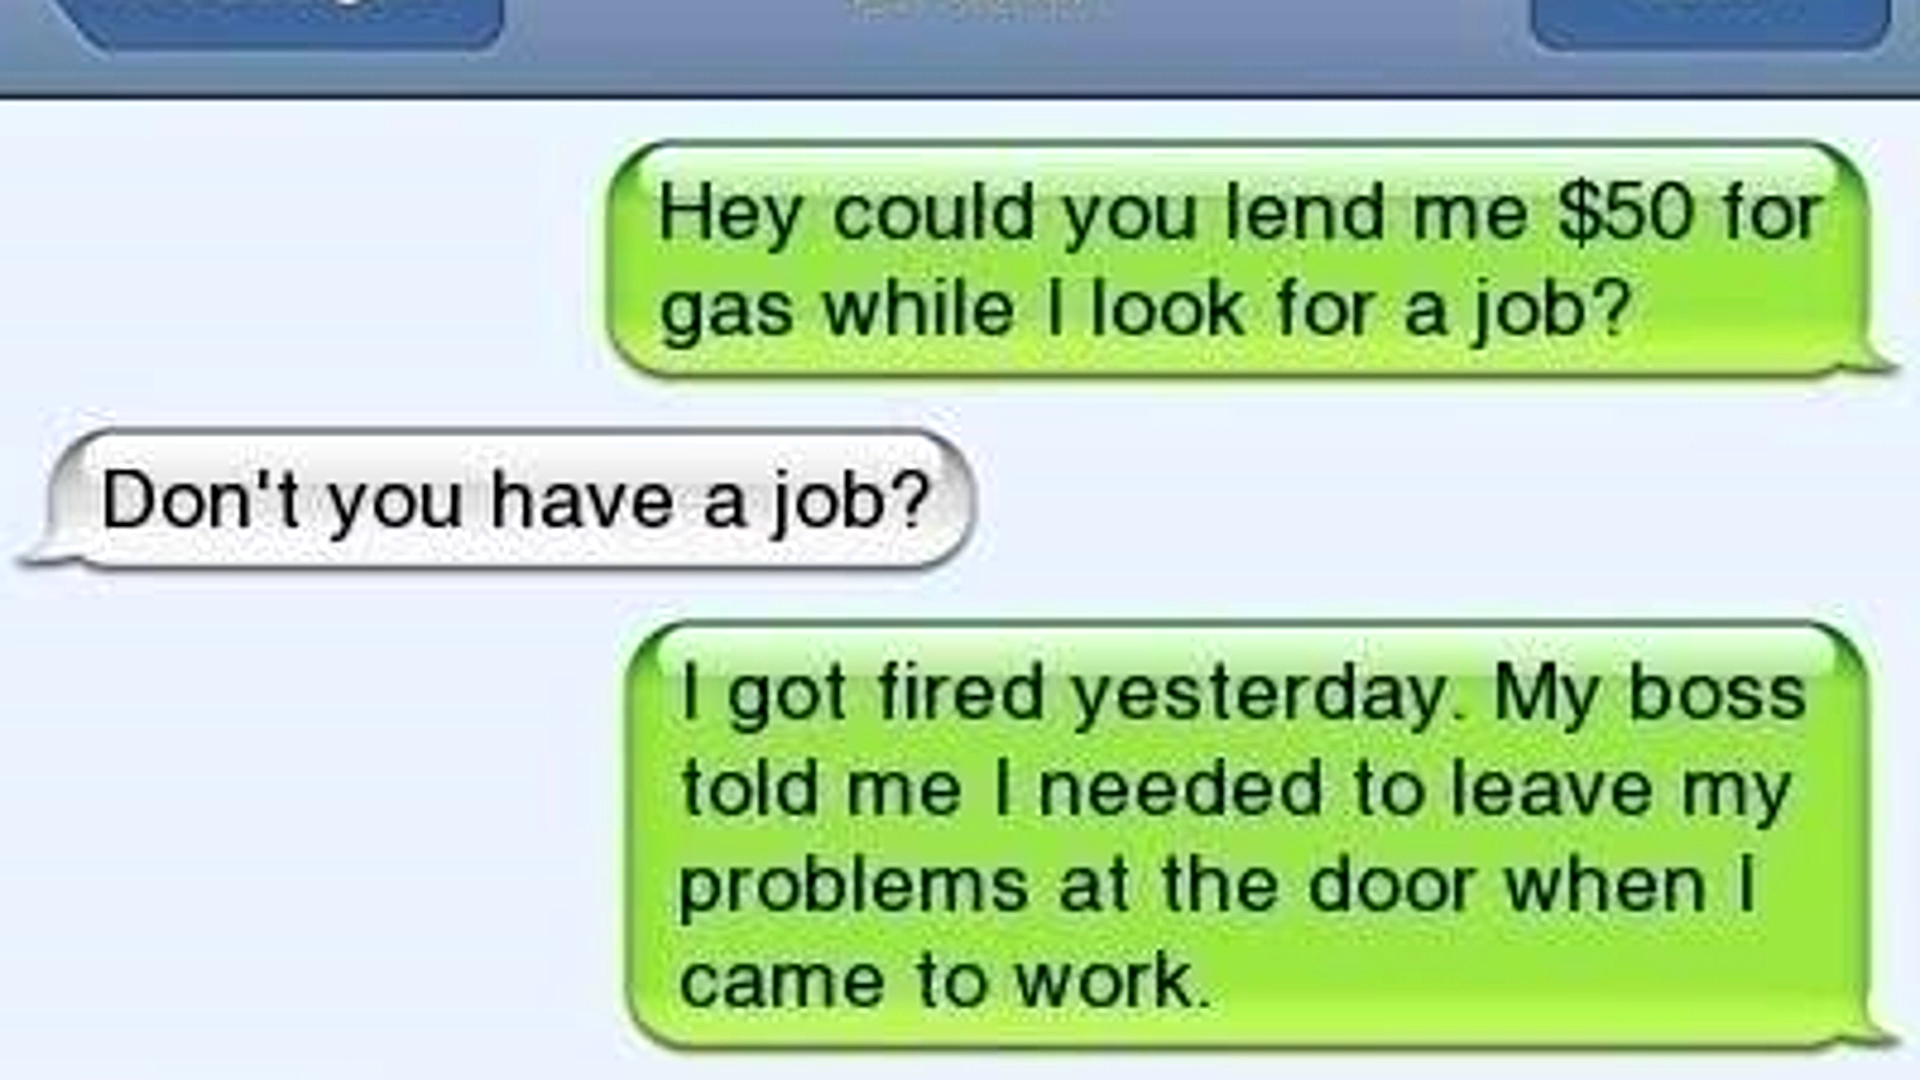 Hey could you lend me $50 for
gas while I look for a job?
Don't you have a job?
I got fired yesterday. My boss
told me I needed to leave my
problems at the door when I
came to work.